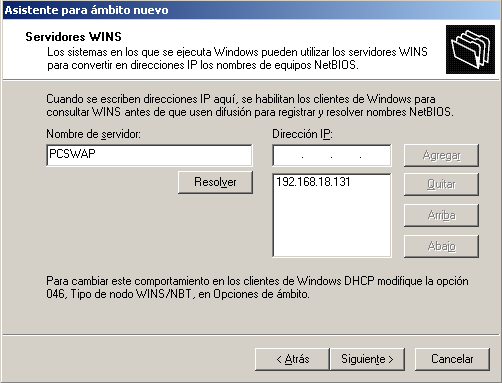 Asistente para ámbito nuevo
Servidores WINS
Los sistemas en los que se ejecuta Windows pueden utilizar los servidores WINS
para convertir en direcciones IP los nombres de equipos NetBIOS.
Cuando se escriben direcciones IP aquí, se habilitan los clientes de Windows para
consultar WINS antes de que usen difusión para registrar y resolver nombres NetBIOS.
Nombre de servidor:
Dirección IP:
PCSWAP
. . .
Agregar
Resolver
192.168.18.131
Quitar
Arriba
Abajo
Para cambiar este comportamiento en los clientes de Windows DHCP modifique la opción
046, Tipo de nodo WINS/NBT, en Opciones de ámbito.
< Atrás
Siguiente >
Cancelar